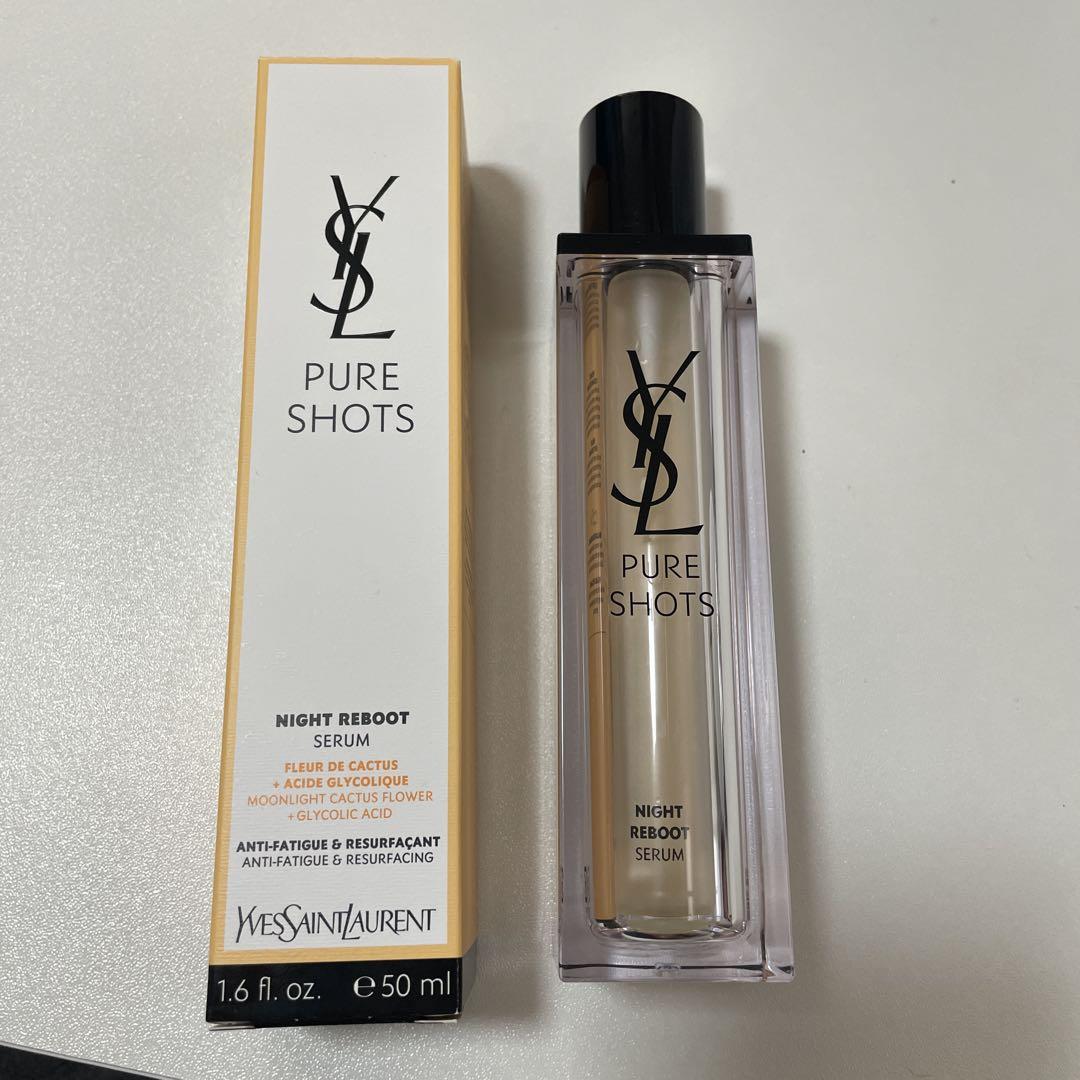 YSL
PURE
SHOTS
NIGHT REBOOT
SERUM
FLEUR DE CACTUS
+ ACIDE GLYCOLIQUE
MOONLIGHT CACTUS FLOWER
+ GLYCOLIC ACID
ANTI-FATIGUE & RESURFAÇANT
ANTI-FATIGUE & RESURFACING
YVESSAINTLAURENT
1.6 fl. oz. ℮50 ml
YSL
PURE
SHOTS
NIGHT
REBOOT
SERUM